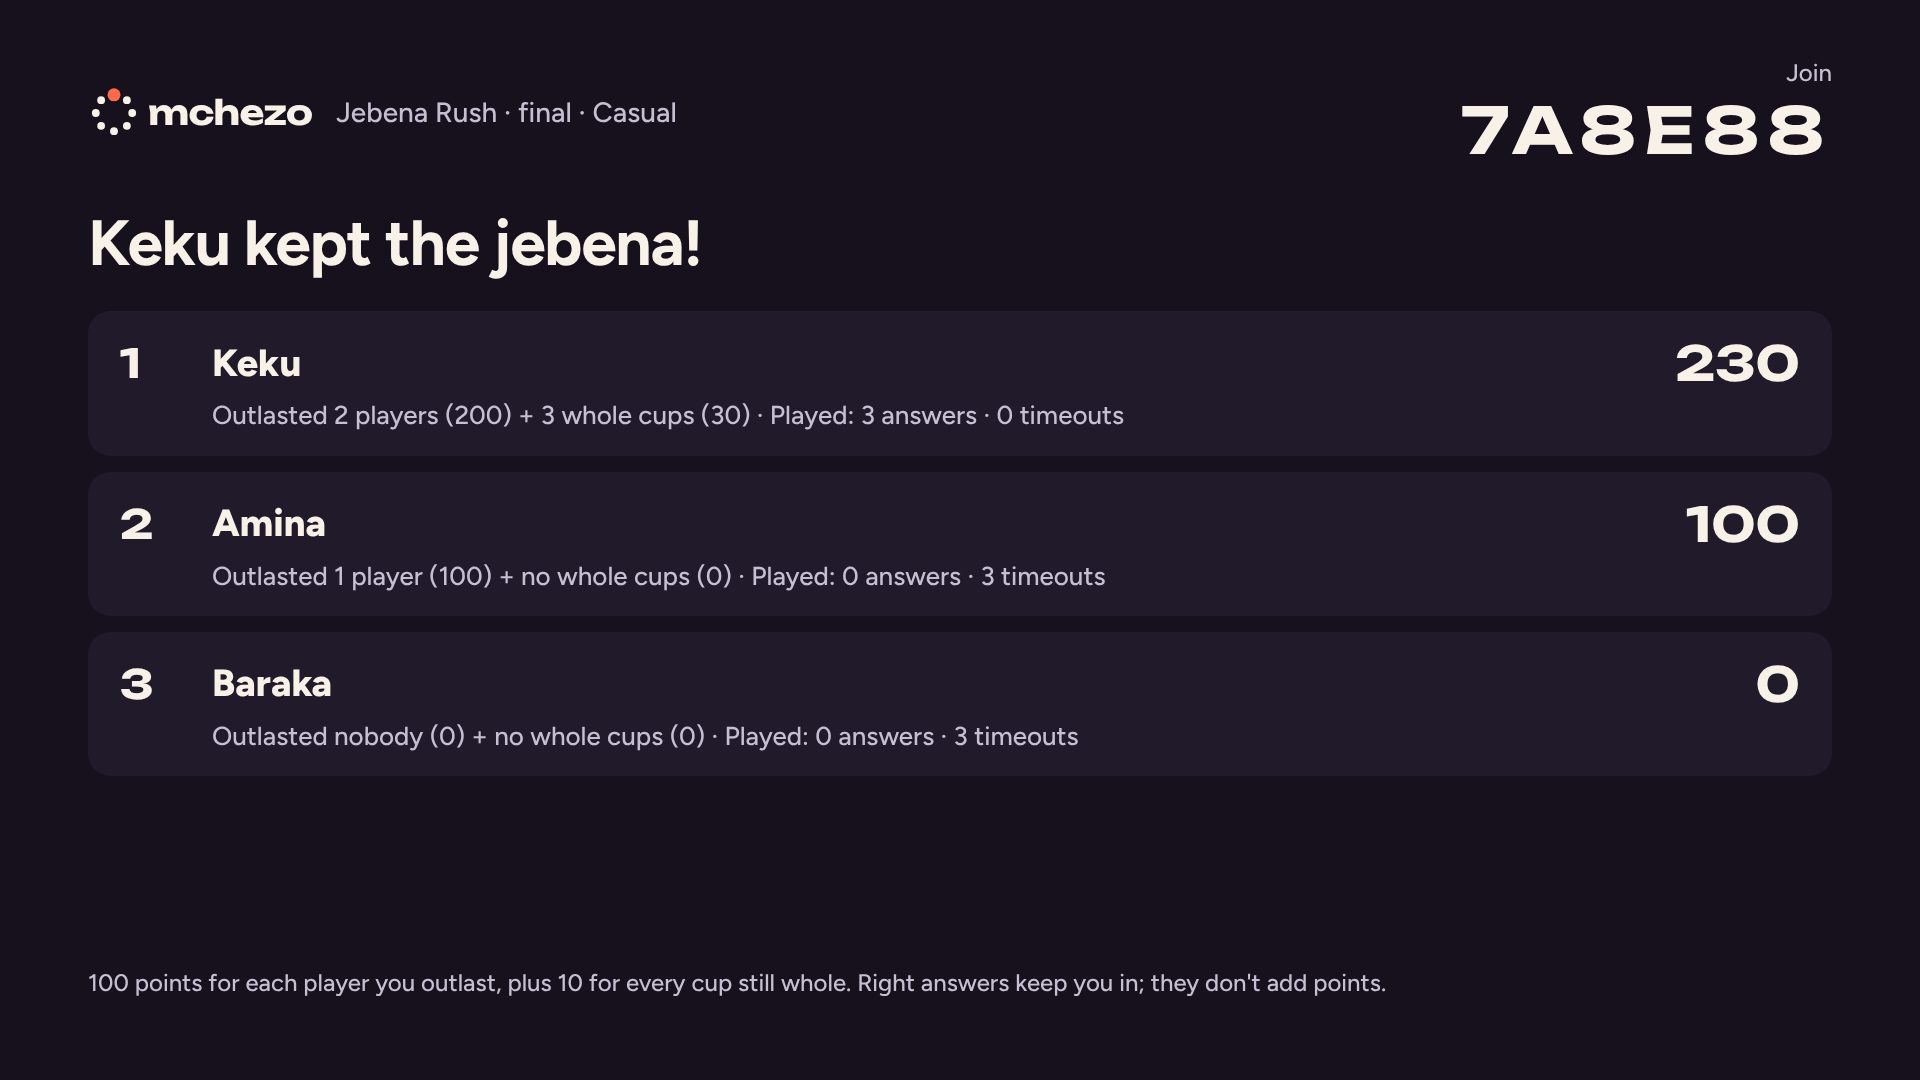 mchezo Jebena Rush · final · Casual
Join
7A8E88
Keku kept the jebena!
1 Keku 230
Outlasted 2 players (200) + 3 whole cups (30) · Played: 3 answers · 0 timeouts
2 Amina 100
Outlasted 1 player (100) + no whole cups (0) · Played: 0 answers · 3 timeouts
3 Baraka 0
Outlasted nobody (0) + no whole cups (0) · Played: 0 answers · 3 timeouts
100 points for each player you outlast, plus 10 for every cup still whole. Right answers keep you in; they don't add points.